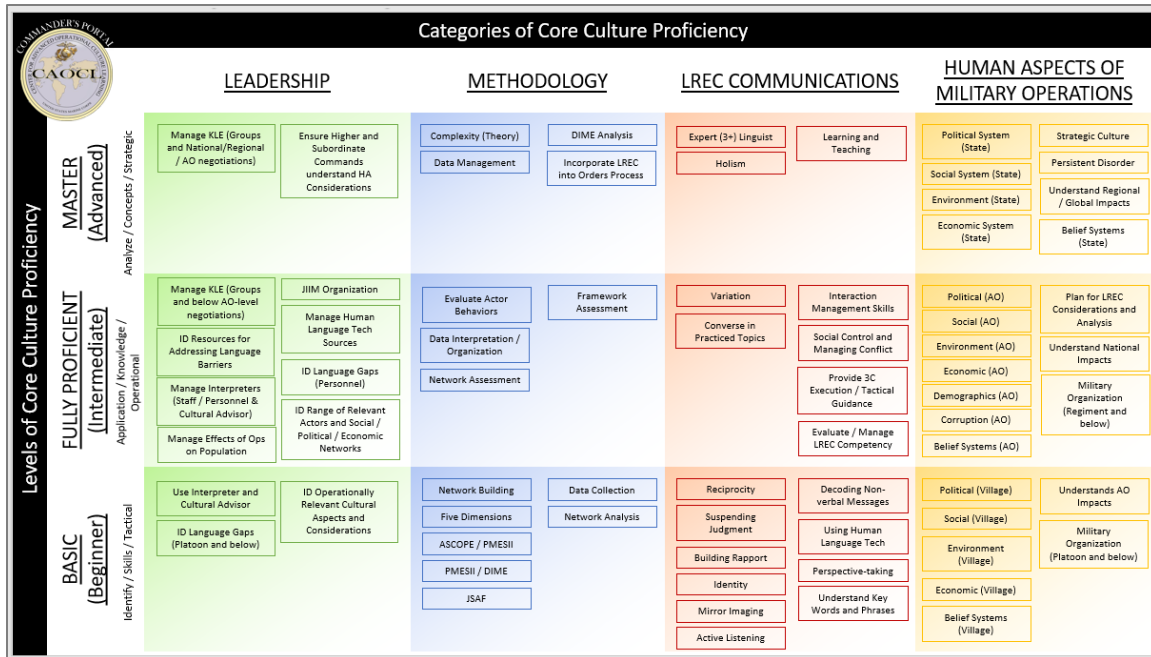 COMMANDER'S PORTAL
CENTER FOR ADVANCED OPERATIONAL CULTURE LEARNING
CAOCL
UNITED STATES MARINE CORPS
Categories of Core Culture Proficiency
LEADERSHIP
METHODOLOGY
LREC COMMUNICATIONS
HUMAN ASPECTS OF
MILITARY OPERATIONS
Levels of Core Culture Proficiency
MASTER
(Advanced)
Analyze / Concepts / Strategic
Manage KLE (Groups
and National/Regional
/ AO negotiations)
Ensure Higher and
Subordinate
Commands
understand HA
Considerations
Complexity (Theory)
Data Management
DIME Analysis
Incorporate LREC
into Orders Process
Expert (3+) Linguist
Holism
Learning and
Teaching
Political System
(State)
Social System (State)
Environment (State)
Economic System
(State)
Strategic Culture
Persistent Disorder
Understand Regional
/ Global Impacts
Belief Systems
(State)
FULLY PROFICIENT
(Intermediate)
Application / Knowledge /
Operational
Manage KLE (Groups
and below AO-level
negotiations)
ID Resources for
Addressing Language
Barriers
Manage Interpreters
(Staff / Personnel &
Cultural Advisor)
Manage Effects of Ops
on Population
JIIM Organization
Manage Human
Language Tech
Sources
ID Language Gaps
(Personnel)
ID Range of Relevant
Actors and Social /
Political / Economic
Networks
Evaluate Actor
Behaviors
Data Interpretation /
Organization
Network Assessment
Framework
Assessment
Variation
Converse in
Practiced Topics
Interaction
Management Skills
Social Control and
Managing Conflict
Provide 3C
Execution / Tactical
Guidance
Evaluate / Manage
LREC Competency
Political (AO)
Social (AO)
Environment (AO)
Economic (AO)
Demographics (AO)
Corruption (AO)
Belief Systems (AO)
Plan for LREC
Considerations and
Analysis
Understand National
Impacts
Military
Organization
(Regiment and
below)
BASIC
(Beginner)
Identify / Skills / Tactical
Use Interpreter and
Cultural Advisor
ID Language Gaps
(Platoon and below)
ID Operationally
Relevant Cultural
Aspects and
Considerations
Network Building
Five Dimensions
ASCOPE / PMESII
PMESII / DIME
JSAF
Data Collection
Network Analysis
Reciprocity
Suspending
Judgment
Building Rapport
Identity
Mirror Imaging
Active Listening
Decoding Non-
verbal Messages
Using Human
Language Tech
Perspective-taking
Understand Key
Words and Phrases
Political (Village)
Social (Village)
Environment
(Village)
Economic (Village)
Belief Systems
(Village)
Understands AO
Impacts
Military
Organization
(Platoon and below)